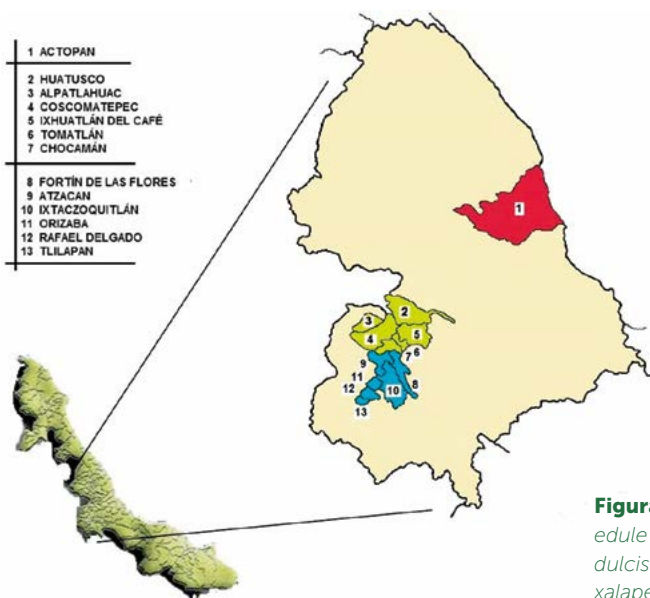 1 ACTOPAN
2 HUATUSCO
3 ALPATLAHUAC
4 COSCOMATEPEC
5 IXHUATLÁN DEL CAFÉ
6 TOMATLÁN
7 CHOCAMÁN
8 FORTÍN DE LAS FLORES
9 ATZACAN
10 IXTACZOQUITLÁN
11 ORIZABA
12 RAFAEL DELGADO
13 TLILAPAN
1
2
3
5
4
6
7
9
11
8
12
10
13
Figura
edule
dulcis
xalape